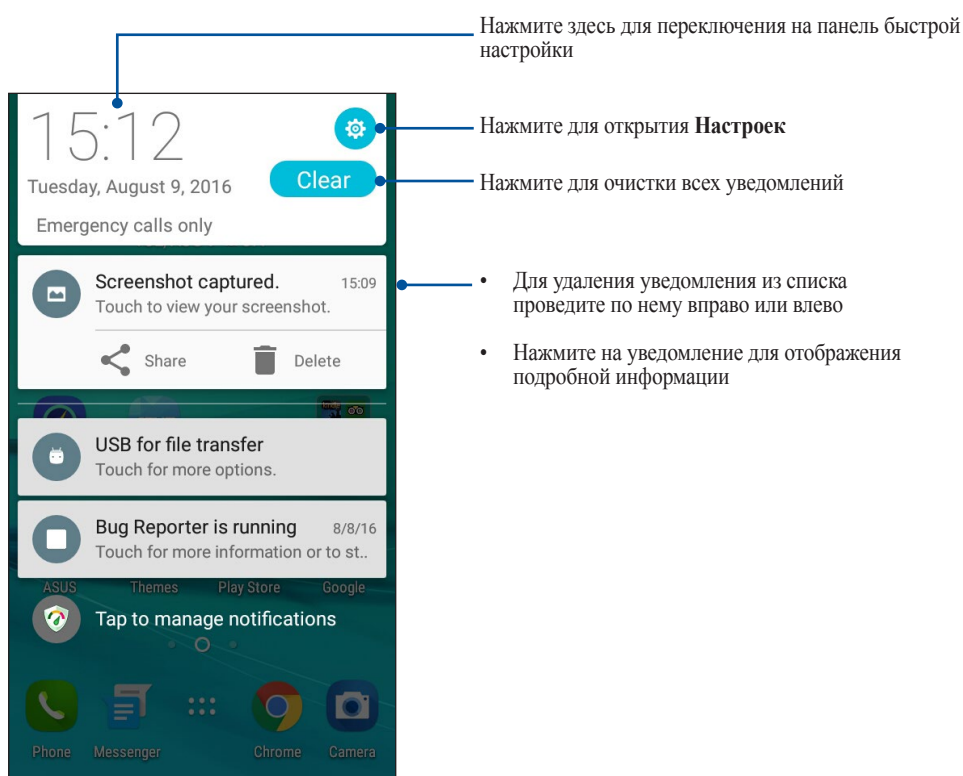 Нажмите здесь для переключения на панель быстрой
настройки
15:12
Нажмите для открытия Настроек
Tuesday, August 9, 2016
Clear
Нажмите для очистки всех уведомлений
Emergency calls only
Screenshot captured.
15:09
Touch to view your screenshot.
• Для удаления уведомления из списка
проведите по нему вправо или влево
• Нажмите на уведомление для отображения
подробной информации
Share
Delete
USB for file transfer
Touch for more options.
Bug Reporter is running
8/8/16
Touch for more information or to st..
ASUS
Themes
Play Store
Google
Tap to manage notifications
Phone
Messenger
Chrome
Camera